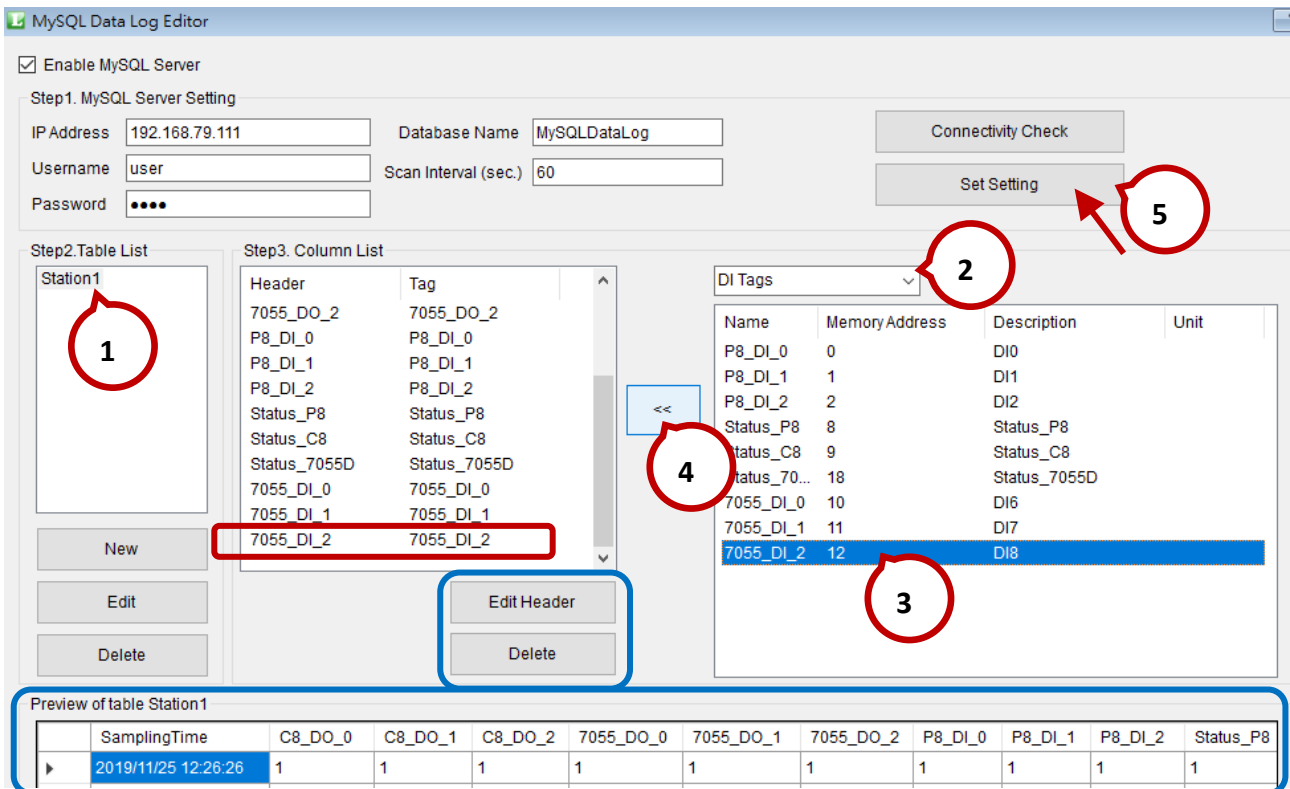 MySQL Data Log Editor
Enable MySQL Server
Step1. MySQL Server Setting
IP Address 192.168.79.111 Database Name MySQLDataLog Connectivity Check
Username user Scan Interval (sec.) 60 Set Setting
Password ●●●●
5
Step2.Table List
Station1
1
New
Edit
Delete
Step3. Column List
Header Tag
7055_DO_2 7055_DO_2
P8_DI_0 P8_DI_0
P8_DI_1 P8_DI_1
P8_DI_2 P8_DI_2
Status_P8 Status_P8
Status_C8 Status_C8
Status_7055D Status_7055D
7055_DI_0 7055_DI_0
7055_DI_1 7055_DI_1
7055_DI_2 7055_DI_2
Edit Header
Delete
<<
4
DI Tags
2
Name Memory Address Description Unit
P8_DI_0 0 DI0
P8_DI_1 1 DI1
P8_DI_2 2 DI2
Status_P8 8 Status_P8
Status_C8 9 Status_C8
Status_70... 18 Status_7055D
7055_DI_0 10 DI6
7055_DI_1 11 DI7
7055_DI_2 12 DI8
3
Preview of table Station1
SamplingTime C8_DO_0 C8_DO_1 C8_DO_2 7055_DO_0 7055_DO_1 7055_DO_2 P8_DI_0 P8_DI_1 P8_DI_2 Status_P8
2019/11/25 12:26:26 1 1 1 1 1 1 1 1 1 1